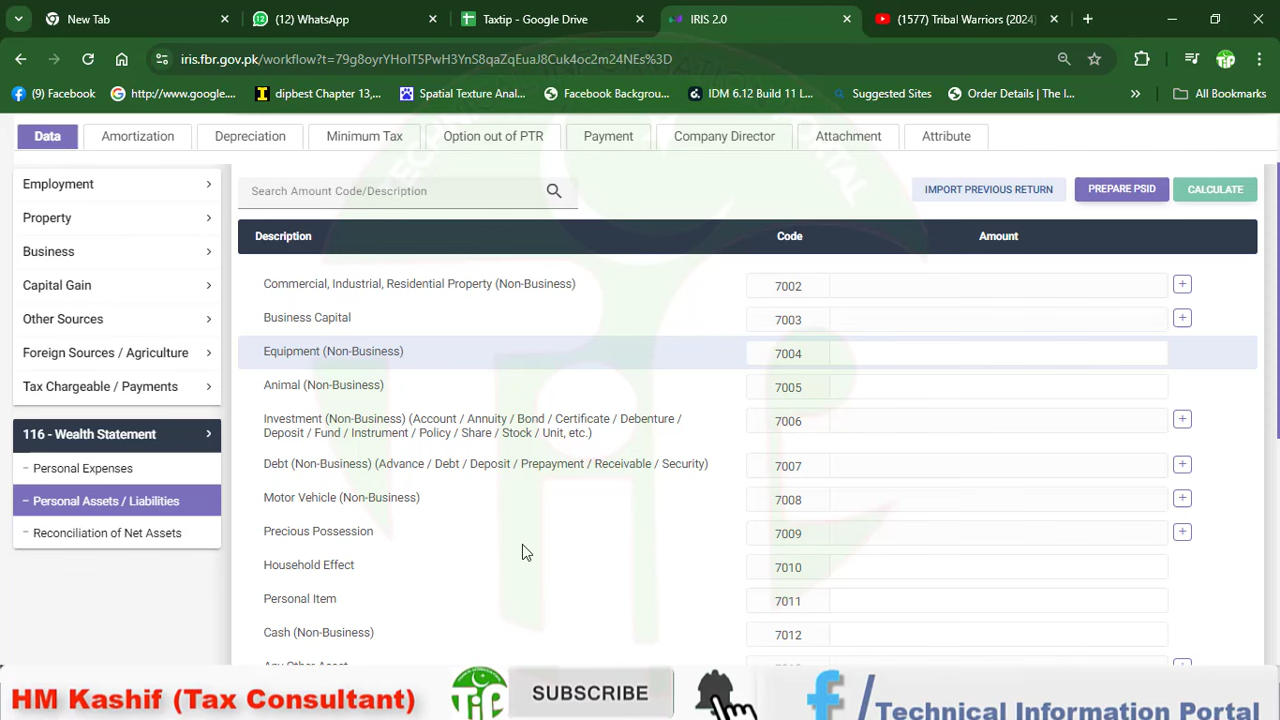 New Tab
(12) WhatsApp
Taxtip - Google Drive
IRIS 2.0
(1577) Tribal Warriors (2024)
iris.fbr.gov.pk/workflow?t=79g8oyrYHoIT5PwH3YnS8qaZqEuaJ8Cuk4oc2m24NEs%3D
(9) Facebook
http://www.google....
dipbest Chapter 13,...
Spatial Texture Anal...
Facebook Backgrou...
IDM 6.12 Build 11 L...
Suggested Sites
Order Details | The I...
All Bookmarks
Data
Amortization
Depreciation
Minimum Tax
Option out of PTR
Payment
Company Director
Attachment
Attribute
Employment
Property
Business
Capital Gain
Other Sources
Foreign Sources / Agriculture
Tax Chargeable / Payments
116 - Wealth Statement
– Personal Expenses
– Personal Assets / Liabilities
– Reconciliation of Net Assets
Search Amount Code/Description
IMPORT PREVIOUS RETURN
PREPARE PSID
CALCULATE
Description Code Amount
Commercial, Industrial, Residential Property (Non-Business) 7002 +
Business Capital 7003 +
Equipment (Non-Business) 7004
Animal (Non-Business) 7005
Investment (Non-Business) (Account / Annuity / Bond / Certificate / Debenture /
Deposit / Fund / Instrument / Policy / Share / Stock / Unit, etc.) 7006 +
Debt (Non-Business) (Advance / Debt / Deposit / Prepayment / Receivable / Security) 7007 +
Motor Vehicle (Non-Business) 7008 +
Precious Possession 7009 +
Household Effect 7010
Personal Item 7011
Cash (Non-Business) 7012
HM Kashif (Tax Consultant)
SUBSCRIBE
/Technical Information Portal